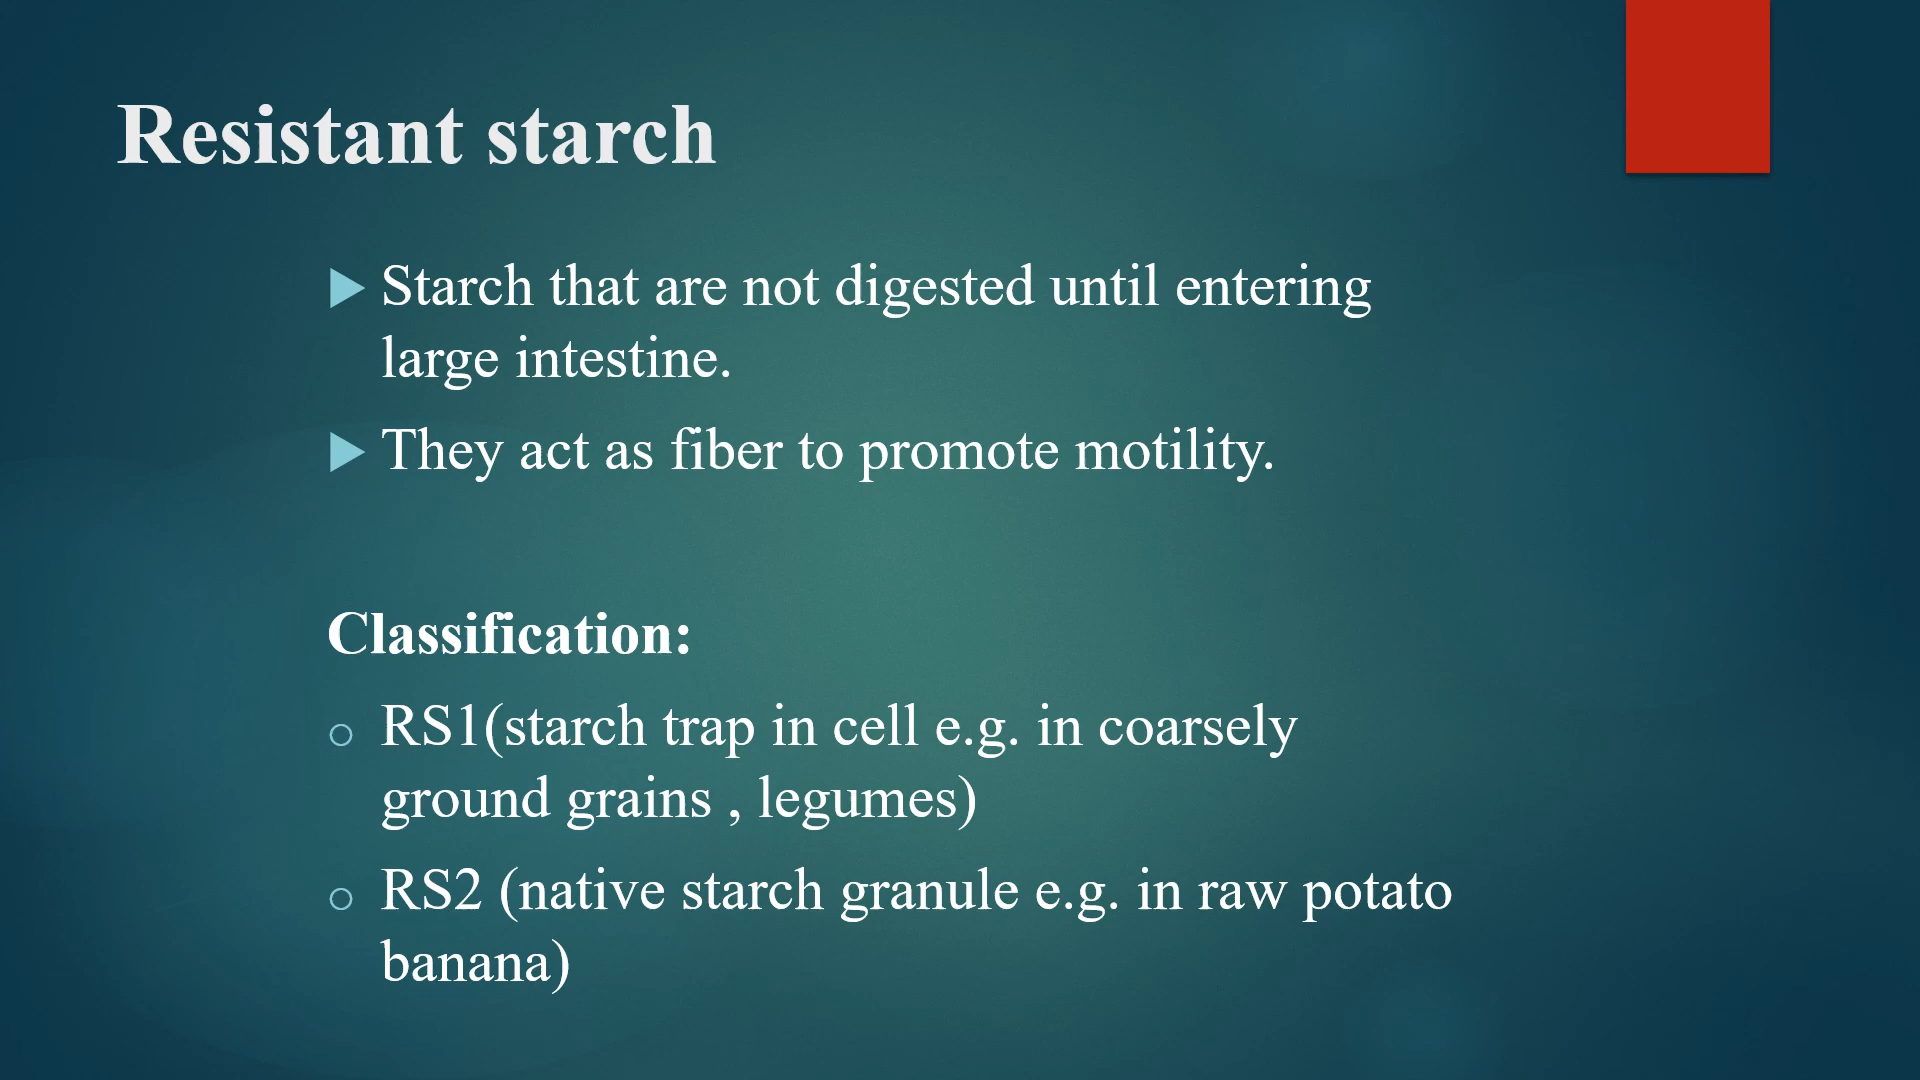 Resistant starch
Starch that are not digested until entering
large intestine.
They act as fiber to promote motility.
Classification:
RS1(starch trap in cell e.g. in coarsely
ground grains , legumes)
RS2 (native starch granule e.g. in raw potato
banana)